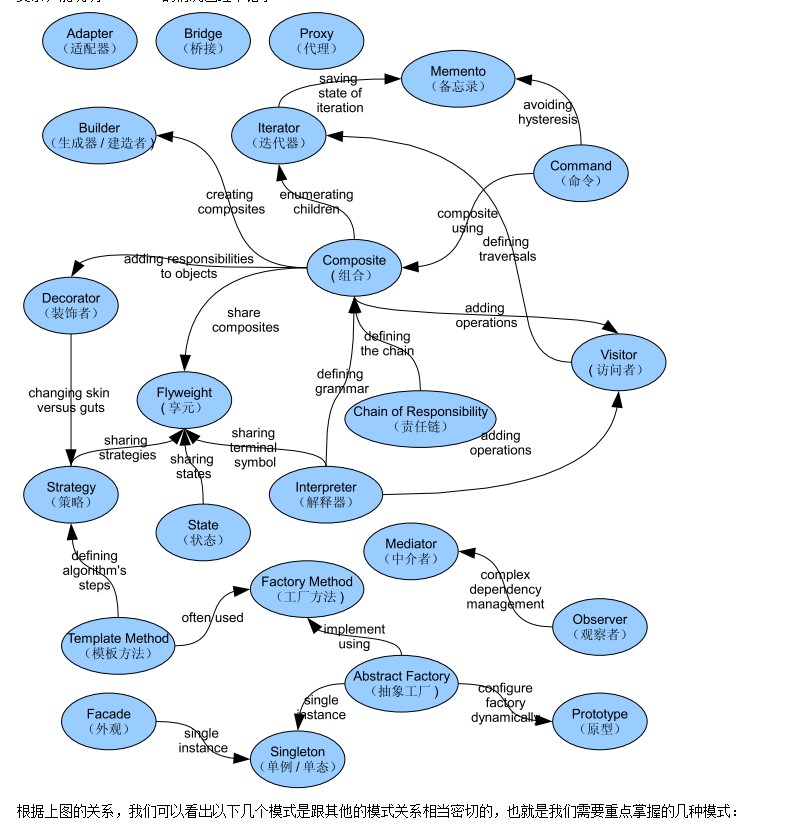 Adapter
（适配器）
Bridge
（桥接）
Proxy
（代理）
Memento
（备忘录）
saving
state of
iteration
avoiding
hysteresis
Builder
（生成器 / 建造者）
Iterator
（迭代器）
Command
（命令）
creating
composites
enumerating
children
composite
using
defining
traversals
adding responsibilities
to objects
Composite
( 组合）
Decorator
（装饰者）
share
composites
adding
operations
defining
the chain
Visitor
( 访问者）
changing skin
versus guts
Flyweight
( 享元）
defining
grammar
Chain of Responsibility
（责任链）
sharing
strategies
sharing
states
sharing
terminal
symbol
adding
operations
Strategy
（策略）
State
（状态）
Interpreter
（解释器）
Mediator
（中介者）
defining
algorithm's
steps
Factory Method
（工厂方法 )
complex
dependency
management
often used
Template Method
（模板方法）
implement
using
Observer
（观察者）
Abstract Factory
（抽象工厂 )
single
instance
configure
factory
dynamically
Facade
（外观）
single
instance
Prototype
（原型）
Singleton
（单例 / 单态）
根据上图的关系，我们可以看出以下几个模式是跟其他的模式关系相当密切的，也就是我们需要重点掌握的几种模式：